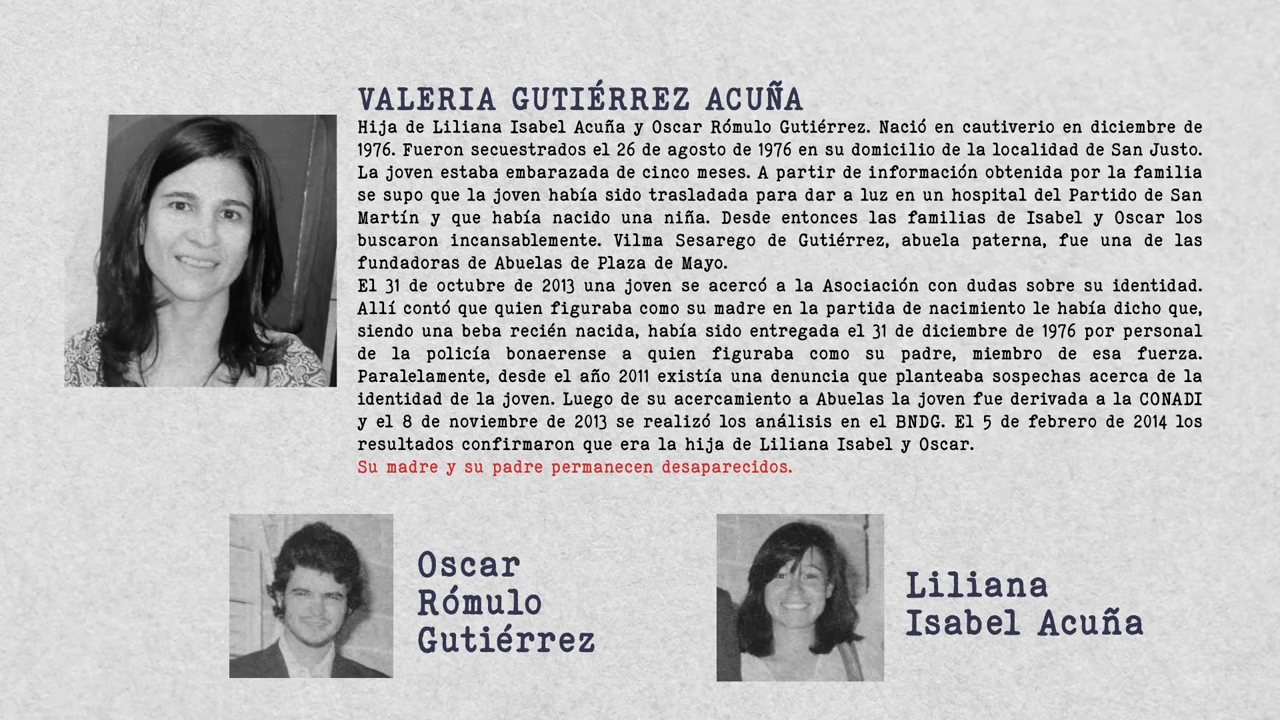 VALERIA GUTIÉRREZ ACUÑA
Hija de Liliana Isabel Acuña y Oscar Rómulo Gutiérrez. Nació en cautiverio en diciembre de
1976. Fueron secuestrados el 26 de agosto de 1976 en su domicilio de la localidad de San Justo.
La joven estaba embarazada de cinco meses. A partir de información obtenida por la familia
se supo que la joven había sido trasladada para dar a luz en un hospital del Partido de San
Martín y que había nacido una niña. Desde entonces las familias de Isabel y Oscar los
buscaron incansablemente. Vilma Sesarego de Gutiérrez, abuela paterna, fue una de las
fundadoras de Abuelas de Plaza de Mayo.
El 31 de octubre de 2013 una joven se acercó a la Asociación con dudas sobre su identidad.
Allí contó que quien figuraba como su madre en la partida de nacimiento le había dicho que,
siendo una beba recién nacida, había sido entregada el 31 de diciembre de 1976 por personal
de la policía bonaerense a quien figuraba como su padre, miembro de esa fuerza.
Paralelamente, desde el año 2011 existía una denuncia que planteaba sospechas acerca de la
identidad de la joven. Luego de su acercamiento a Abuelas la joven fue derivada a la CONADI
y el 8 de noviembre de 2013 se realizó los análisis en el BNDG. El 5 de febrero de 2014 los
resultados confirmaron que era la hija de Liliana Isabel y Oscar.
Su madre y su padre permanecen desaparecidos.
Oscar
Rómulo
Gutiérrez
Liliana
Isabel Acuña